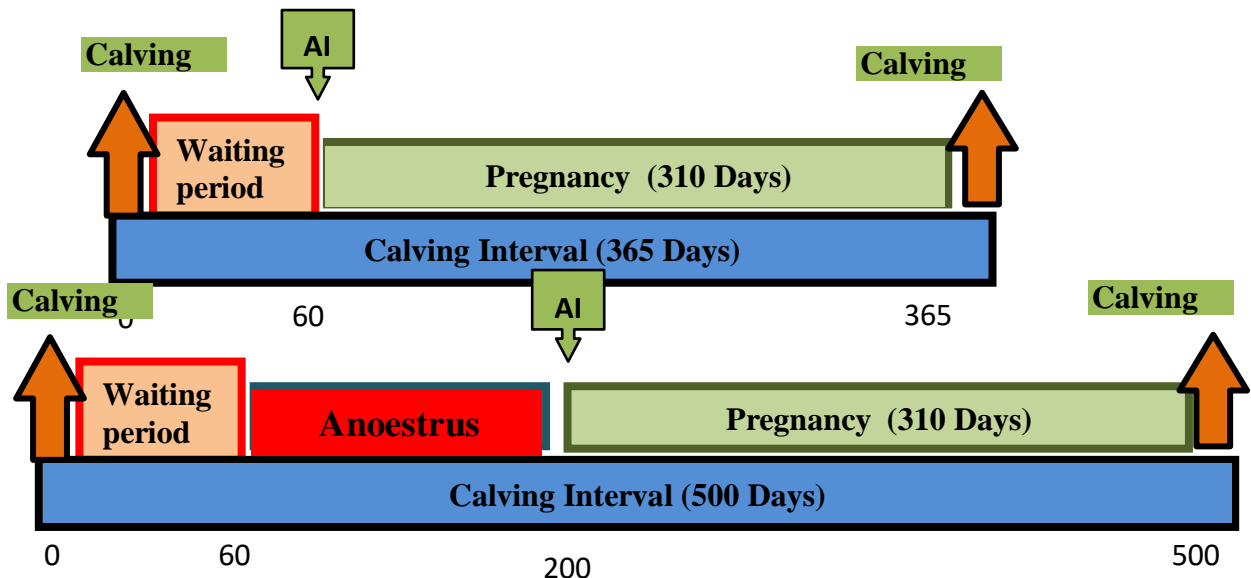 AI
Calving
Calving
Waiting
period
Pregnancy (310 Days)
Calving Interval (365 Days)
0
60
365
AI
Calving
Calving
Waiting
period
Anoestrus
Pregnancy (310 Days)
Calving Interval (500 Days)
0
60
200
500